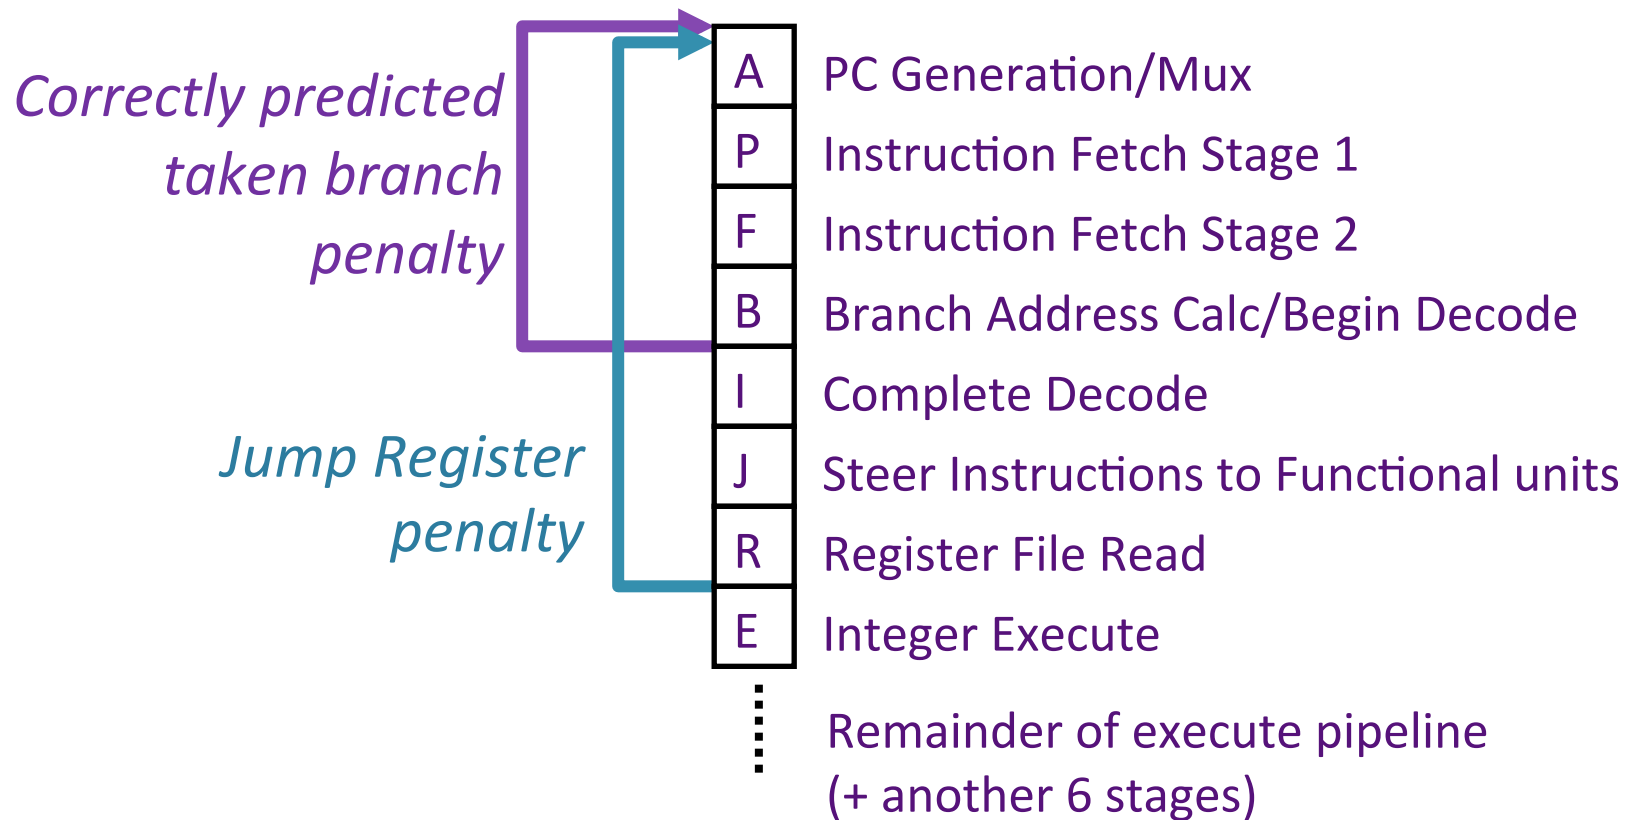 Correctly predicted
taken branch
penalty
Jump Register
penalty
A PC Generation/Mux
P Instruction Fetch Stage 1
F Instruction Fetch Stage 2
B Branch Address Calc/Begin Decode
I Complete Decode
J Steer Instructions to Functional units
R Register File Read
E Integer Execute
Remainder of execute pipeline
(+ another 6 stages)